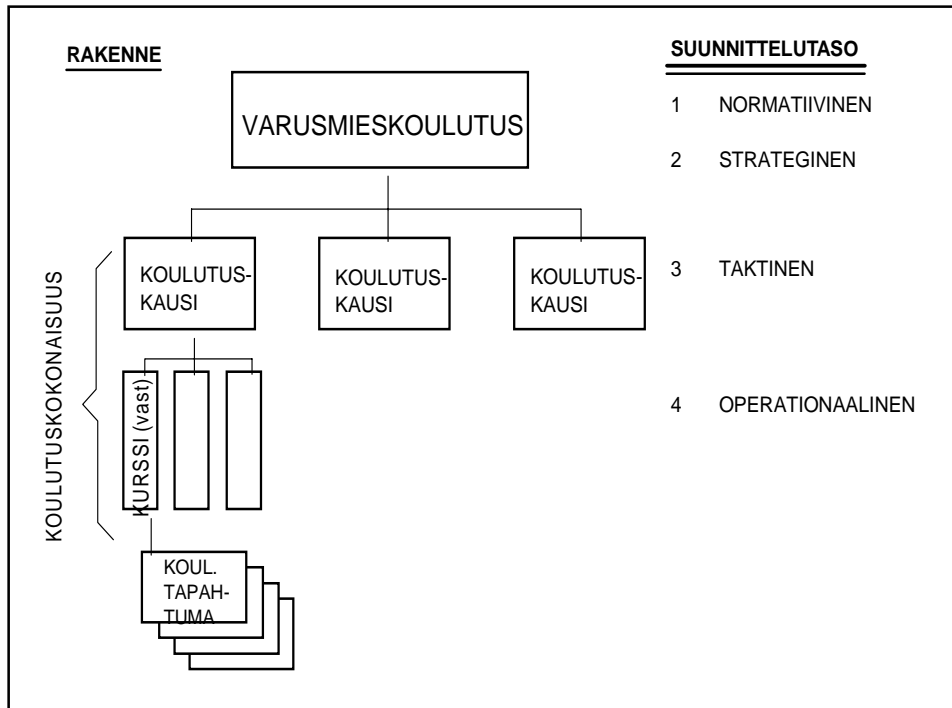 RAKENNE
SUUNNITTELUTASO
VARUSMIESKOULUTUS
1 NORMATIIVINEN
2 STRATEGINEN
KOULUTUS-
KAUSI
KOULUTUS-
KAUSI
KOULUTUS-
KAUSI
3 TAKTINEN
KOULUTUSKOKONAISUUS
KURSSI (vast)
4 OPERATIONAALINEN
KOUL.
TAPAH-
TUMA